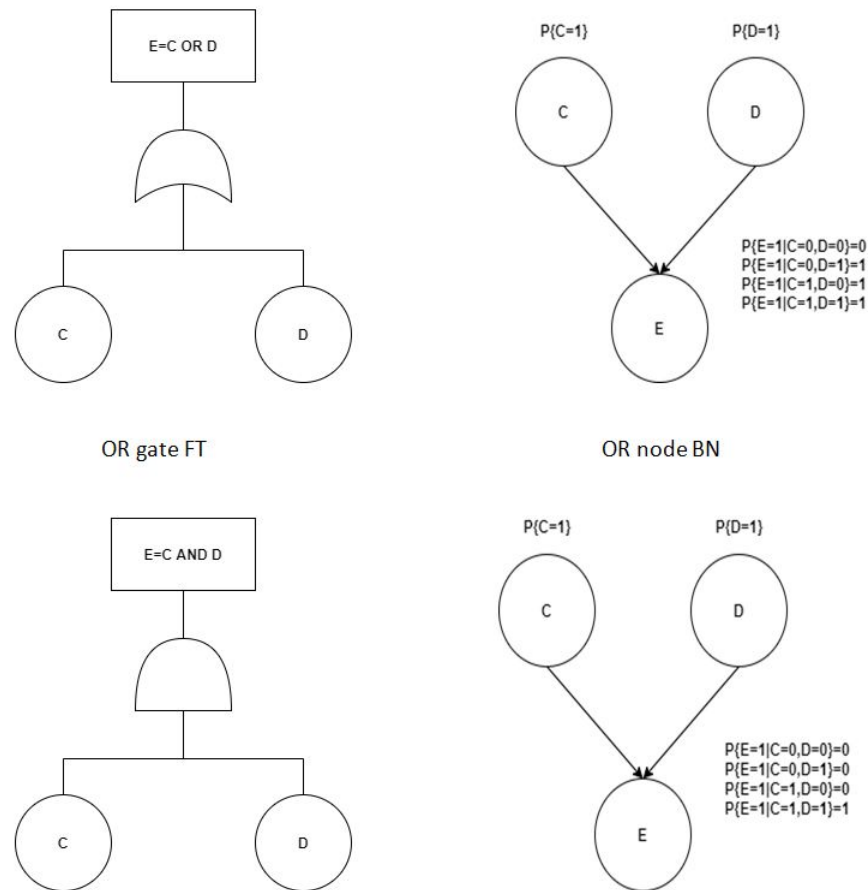 E=C OR D
P{C=1}
P{D=1}
C
D
P{E=1|C=0,D=0}=0
P{E=1|C=0,D=1}=1
P{E=1|C=1,D=0}=1
P{E=1|C=1,D=1}=1
C
D
E
OR gate FT
OR node BN
E=C AND D
P{C=1}
P{D=1}
C
D
P{E=1|C=0,D=0}=0
P{E=1|C=0,D=1}=0
P{E=1|C=1,D=0}=0
P{E=1|C=1,D=1}=1
C
D
E